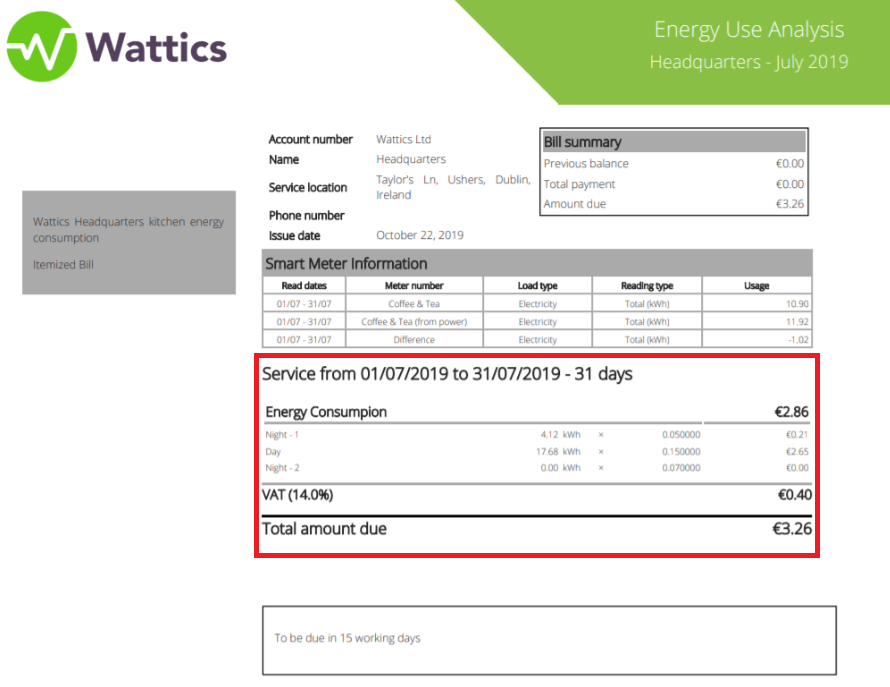 Wattics
Energy Use Analysis
Headquarters - July 2019
Wattics Headquarters kitchen energy
consumption
Itemized Bill
Account number Wattics Ltd
Name Headquarters
Service location Taylor's Ln, Ushers, Dublin,
Ireland
Phone number
Issue date October 22, 2019
Bill summary
Previous balance €0.00
Total payment €0.00
Amount due €3.26
Smart Meter Information
Read dates Meter number Load type Reading type Usage
01/07 - 31/07 Coffee & Tea Electricity Total (kWh) 10.90
01/07 - 31/07 Coffee & Tea (from power) Electricity Total (kWh) 11.92
01/07 - 31/07 Difference Electricity Total (kWh) -1.02
Service from 01/07/2019 to 31/07/2019 - 31 days
Energy Consumpion €2.86
Night - 1 4.12 kWh × 0.050000 €0.21
Day 17.68 kWh × 0.150000 €2.65
Night - 2 0.00 kWh × 0.070000 €0.00
VAT (14.0%) €0.40
Total amount due €3.26
To be due in 15 working days